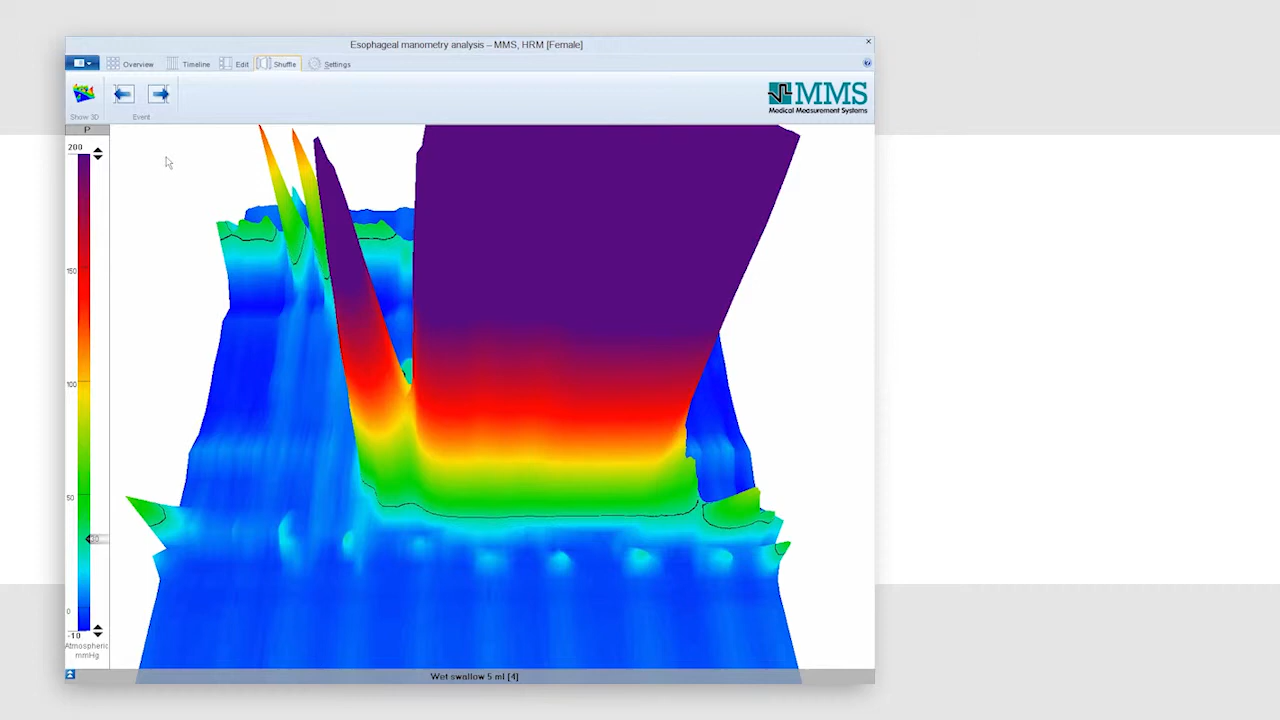 Esophageal manometry analysis – MMS, HRM [Female]
Overview
Timeline
Edit
Shuffle
Settings
Show 3D
Event
MMS
Medical Measurement Systems
P
200
150
100
50
0
-10
Atmospheric
mmHg
Wet swallow 5 ml [4]